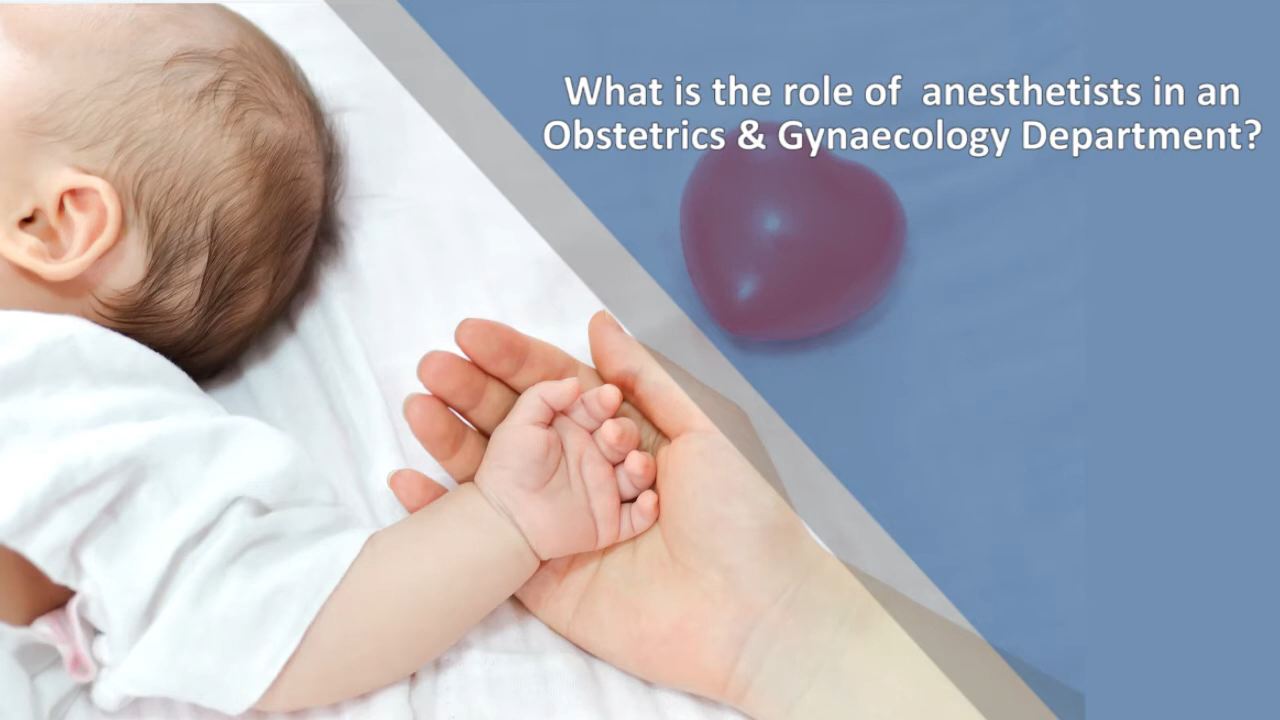 What is the role of  anesthetists in an
Obstetrics & Gynaecology Department?